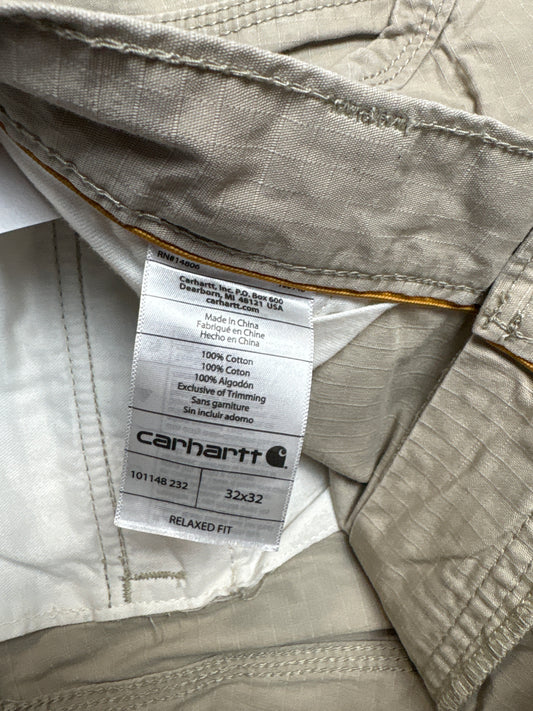 RN#14806
Carhartt, Inc. P.O. Box 600
Dearborn, MI 48121 USA
carhartt.com
Made in China
Fabriqué en Chine
Hecho en China
100% Cotton
100% Coton
100% Algodón
Exclusive of Trimming
Sans garniture
Sin incluir adorno
carhartt
101148 232
32x32
RELAXED FIT